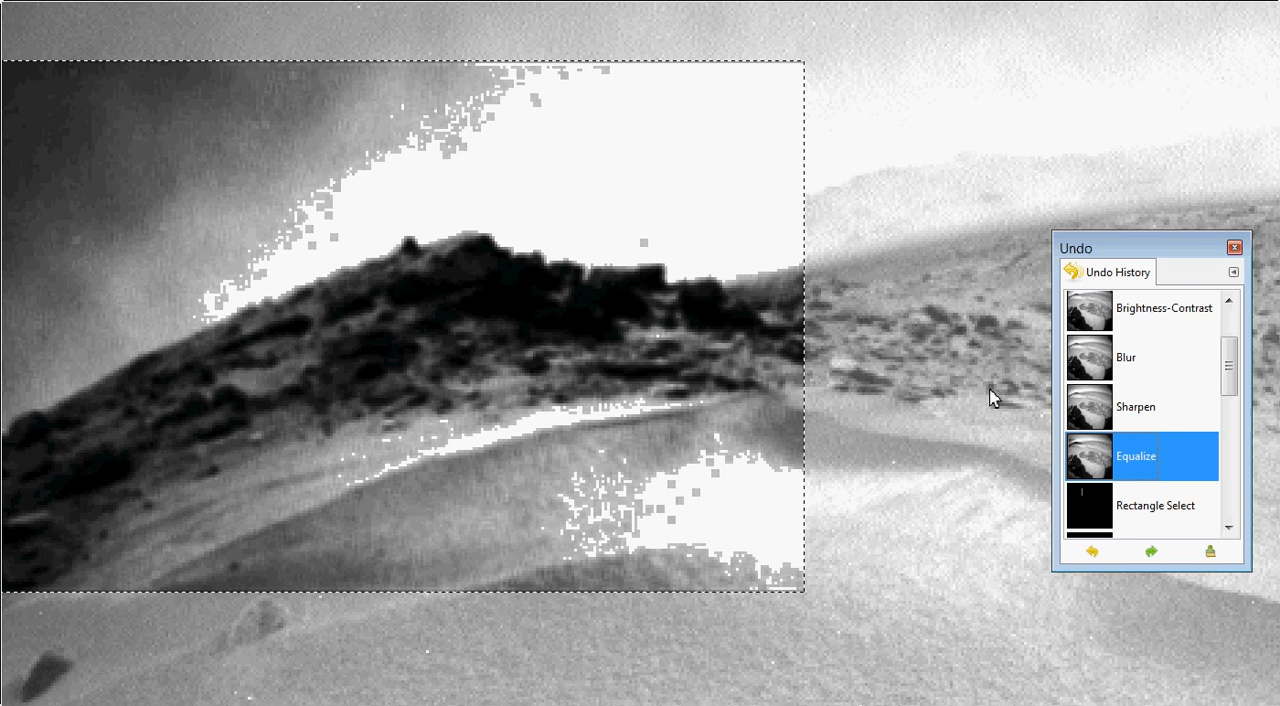 Undo
Undo History
Brightness-Contrast
Blur
Sharpen
Equalize
Rectangle Select